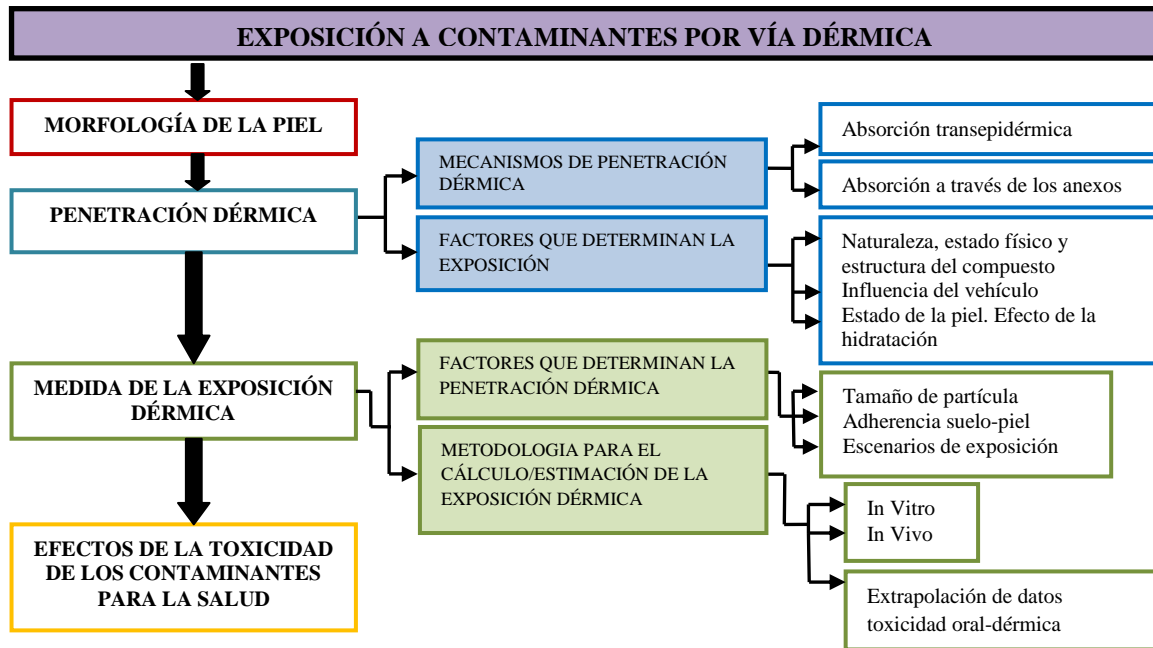 EXPOSICIÓN A CONTAMINANTES POR VÍA DÉRMICA
MORFOLOGÍA DE LA PIEL
PENETRACIÓN DÉRMICA
MECANISMOS DE PENETRACIÓN
DÉRMICA
Absorción transepidérmica
Absorción a través de los anexos
FACTORES QUE DETERMINAN LA
EXPOSICIÓN
Naturaleza, estado físico y
estructura del compuesto
Influencia del vehículo
Estado de la piel. Efecto de la
hidratación
MEDIDA DE LA EXPOSICIÓN
DÉRMICA
FACTORES QUE DETERMINAN LA
PENETRACIÓN DÉRMICA
Tamaño de partícula
Adherencia suelo-piel
Escenarios de exposición
METODOLOGIA PARA EL
CÁLCULO/ESTIMACIÓN DE LA
EXPOSICIÓN DÉRMICA
In Vitro
In Vivo
Extrapolación de datos
toxicidad oral-dérmica
EFECTOS DE LA TOXICIDAD
DE LOS CONTAMINANTES
PARA LA SALUD